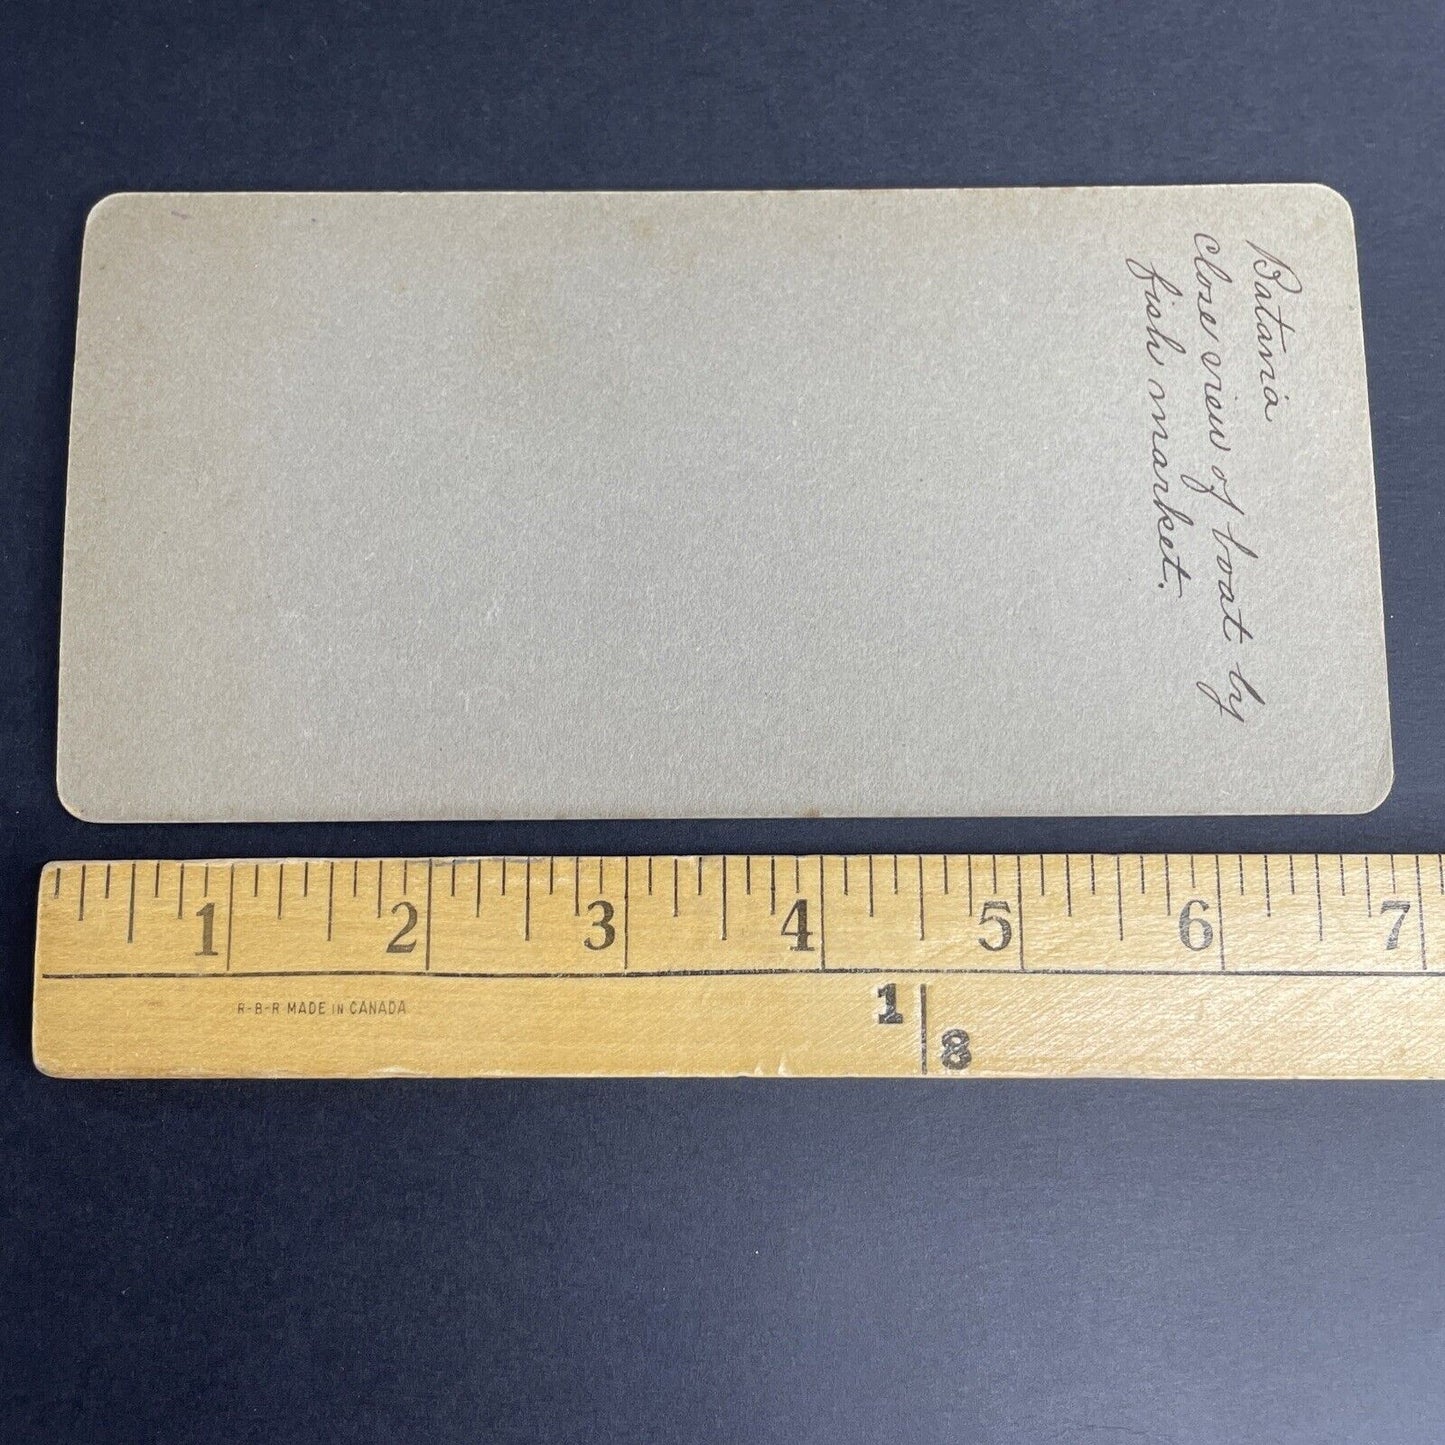 Batavia
close view of boat by
fish market.
1 2 3 4 5 6 7
R-B-R MADE IN CANADA
1
8